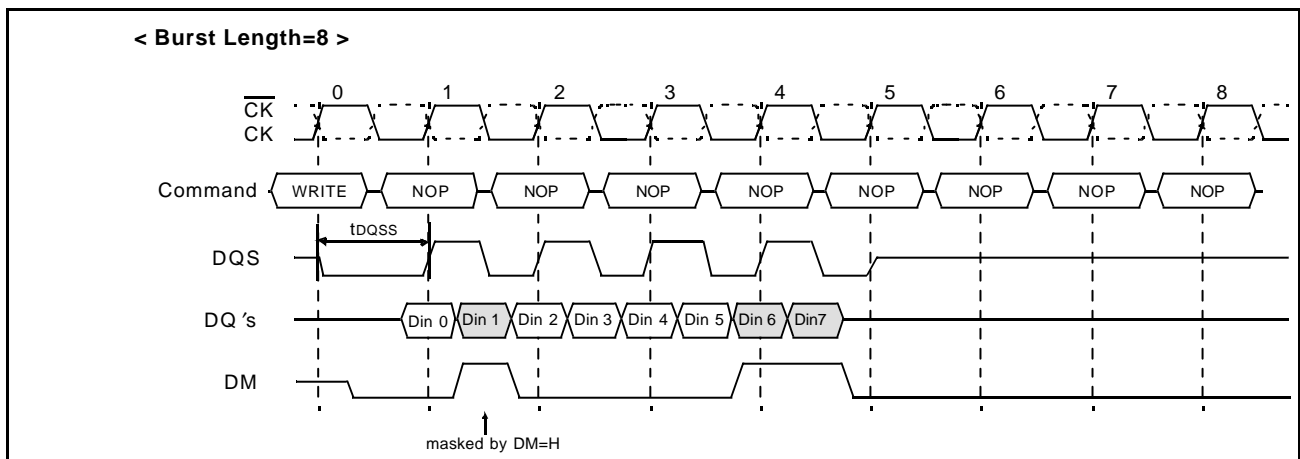 < Burst Length=8 >
0 1 2 3 4 5 6 7 8
CK
CK
Command WRITE NOP NOP NOP NOP NOP NOP NOP NOP
tDQSS
DQS
DQ ′s Din 0 Din 1 Din 2 Din 3 Din 4 Din 5 Din 6 Din7
DM
masked by DM=H